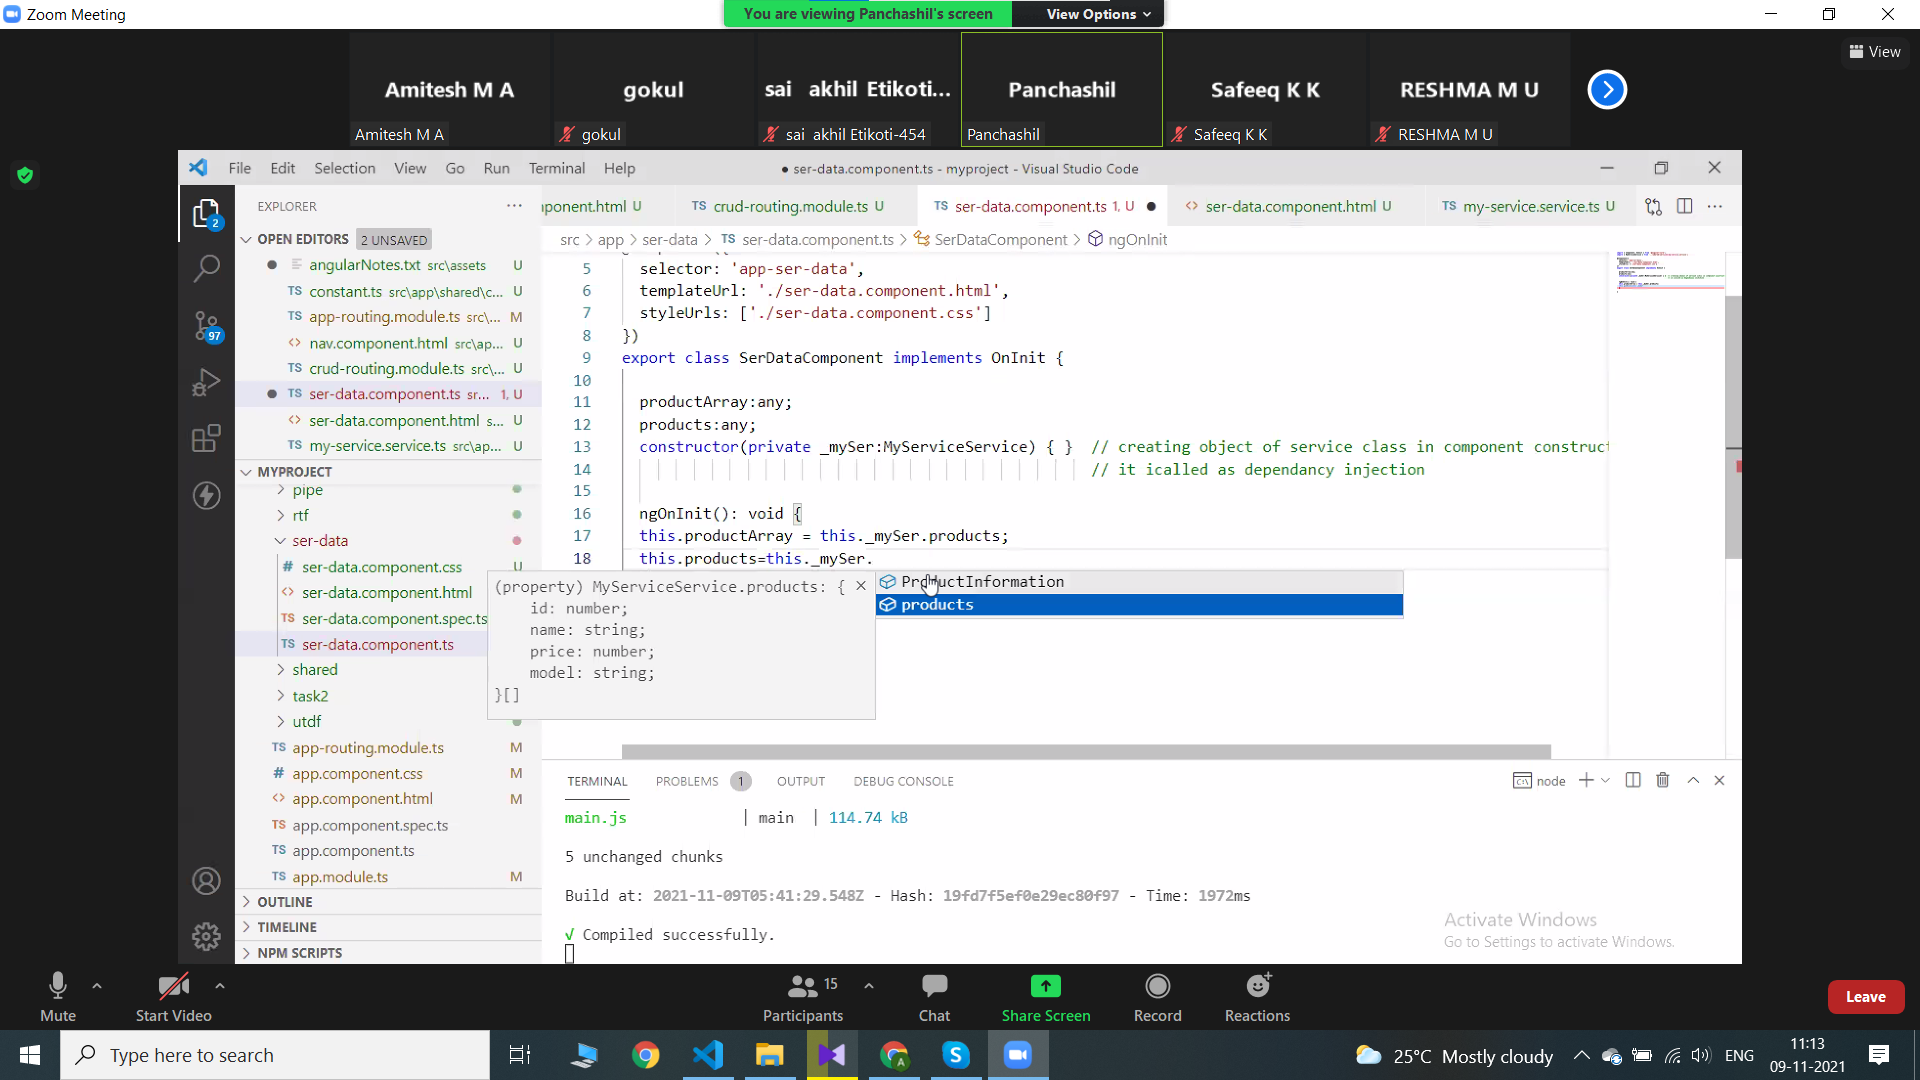 Zoom Meeting
You are viewing Panchashil's screen
View Options
View
Amitesh M A
gokul
sai akhil Etikoti...
Panchashil
Safeeq K K
RESHMA M U
Amitesh M A
gokul
sai akhil Etikoti-454
Panchashil
Safeeq K K
RESHMA M U
File Edit Selection View Go Run Terminal Help
● ser-data.component.ts - myproject - Visual Studio Code
EXPLORER
ponent.html U
TS crud-routing.module.ts U
TS ser-data.component.ts 1, U
<> ser-data.component.html U
TS my-service.service.ts U
OPEN EDITORS 2 UNSAVED
src > app > ser-data > TS ser-data.component.ts > SerDataComponent > ngOnInit
angularNotes.txt src\assets U
TS constant.ts src\app\shared\c... U
TS app-routing.module.ts src\... M
<> nav.component.html src\ap... U
TS crud-routing.module.ts sc\... U
TS ser-data.component.ts sr... 1, U
<> ser-data.component.html s... U
TS my-service.service.ts src\ap... U
MYPROJECT
pipe
rtf
ser-data
# ser-data.component.css U
<> ser-data.component.html
TS ser-data.component.spec.ts
TS ser-data.component.ts
shared
task2
utdf
TS app-routing.module.ts M
# app.component.css M
<> app.component.html M
TS app.component.spec.ts
TS app.component.ts
TS app.module.ts M
OUTLINE
TIMELINE
NPM SCRIPTS
2
97
5 selector: 'app-ser-data',
6 templateUrl: './ser-data.component.html',
7 styleUrls: ['./ser-data.component.css']
8 })
9 export class SerDataComponent implements OnInit {
10
11 productArray:any;
12 products:any;
13 constructor(private _mySer:MyServiceService) { } // creating object of service class in component construct
14 // it icalled as dependancy injection
15
16 ngOnInit(): void {
17 this.productArray = this._mySer.products;
18 this.products=this._mySer.
(property) MyServiceService.products: {
id: number;
name: string;
price: number;
model: string;
}[]
ProductInformation
products
TERMINAL PROBLEMS 1 OUTPUT DEBUG CONSOLE
node
main.js | main | 114.74 kB
5 unchanged chunks
Build at: 2021-11-09T05:41:29.548Z - Hash: 19fd7f5ef0e29ec80f97 - Time: 1972ms
√ Compiled successfully.
Activate Windows
Go to Settings to activate Windows.
Mute
Start Video
15
Participants
Chat
Share Screen
Record
Reactions
Leave
Type here to search
25°C Mostly cloudy
ENG
11:13
09-11-2021